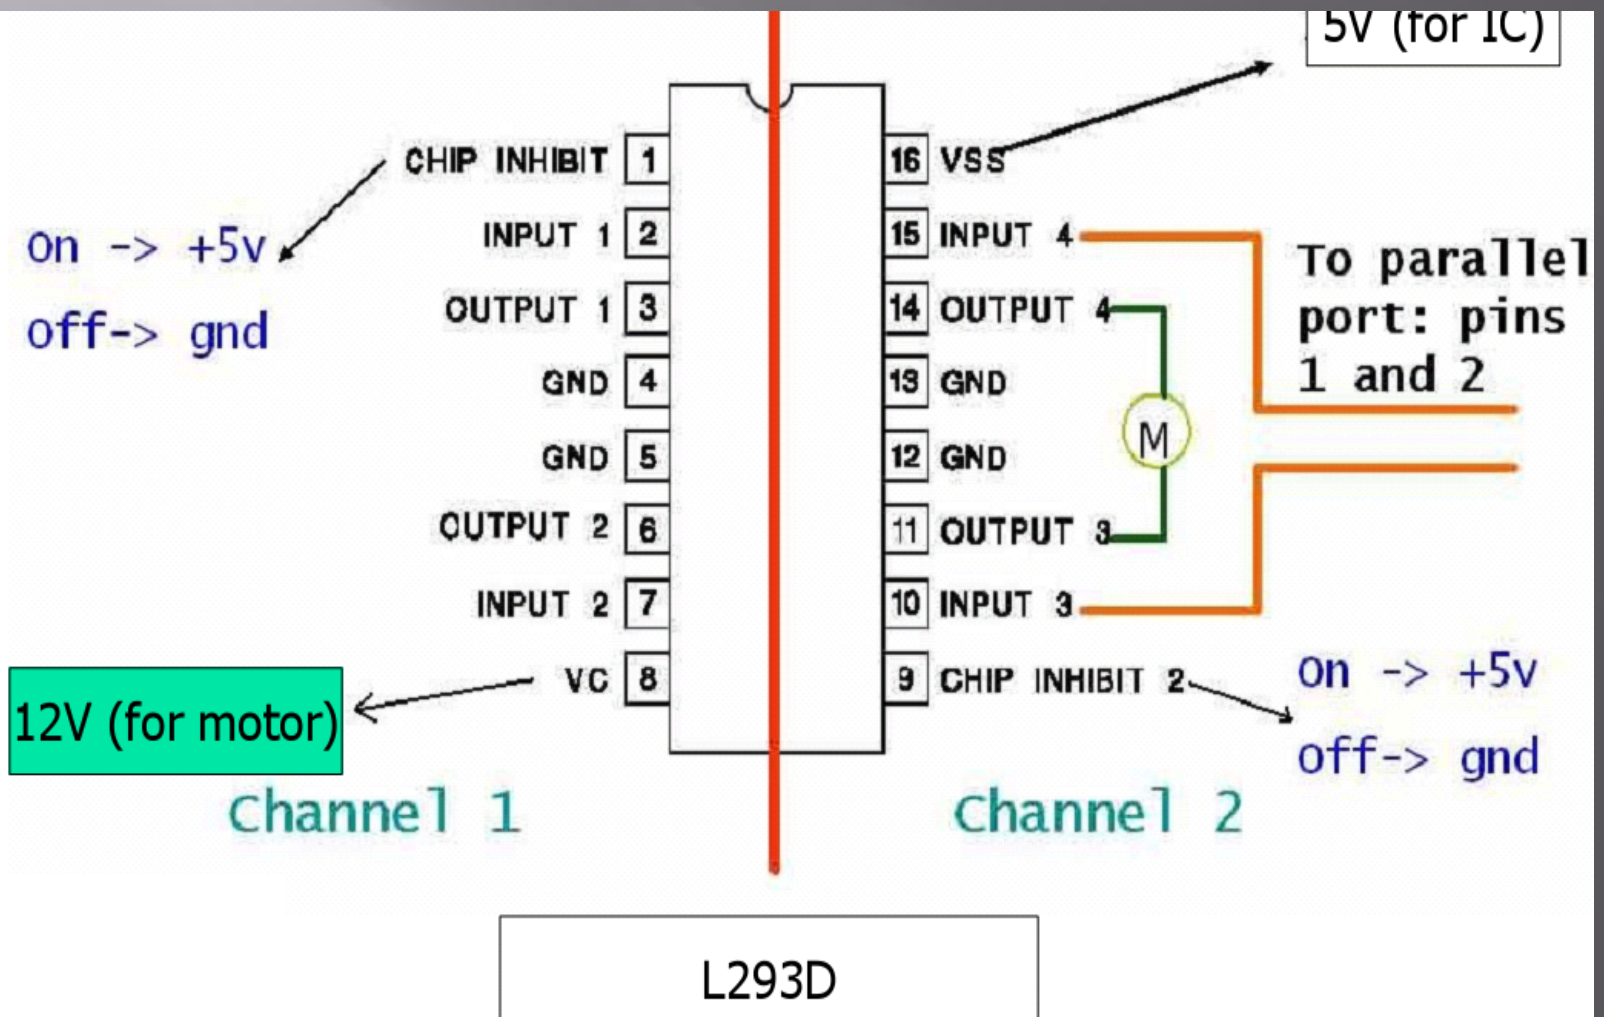 5V (for IC)
CHIP INHIBIT 1
16 VSS
on -> +5v
off-> gnd
INPUT 1 2
15 INPUT 4
OUTPUT 1 3
14 OUTPUT 4
To parallel
port: pins
1 and 2
GND 4
13 GND
M
GND 5
12 GND
OUTPUT 2 6
11 OUTPUT 3
INPUT 2 7
10 INPUT 3
VC 8
9 CHIP INHIBIT 2
on -> +5v
off-> gnd
12V (for motor)
Channel 1
Channel 2
L293D